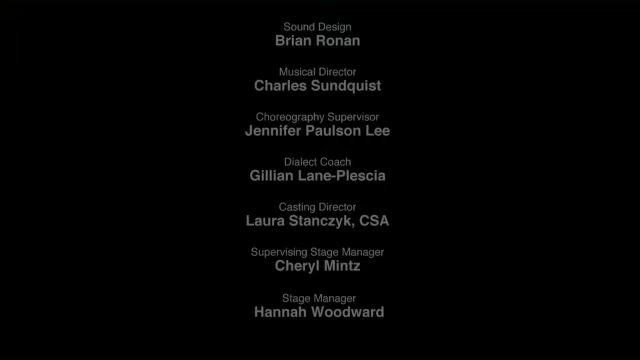 Sound Design
Brian Ronan
Musical Director
Charles Sundquist
Choreography Supervisor
Jennifer Paulson Lee
Dialect Coach
Gillian Lane-Plescia
Casting Director
Laura Stanczyk, CSA
Supervising Stage Manager
Cheryl Mintz
Stage Manager
Hannah Woodward